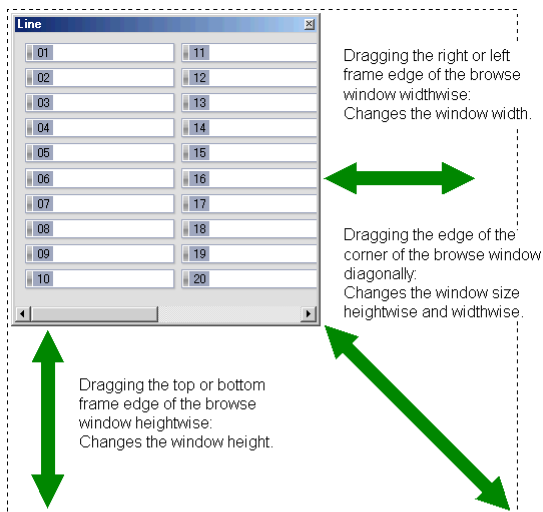 Line
01
02
03
04
05
06
07
08
09
10
11
12
13
14
15
16
17
18
19
20
Dragging the right or left
frame edge of the browse
window widthwise:
Changes the window width.
Dragging the edge of the
corner of the browse window
diagonally:
Changes the window size
heightwise and widthwise.
Dragging the top or bottom
frame edge of the browse
window heightwise:
Changes the window height.